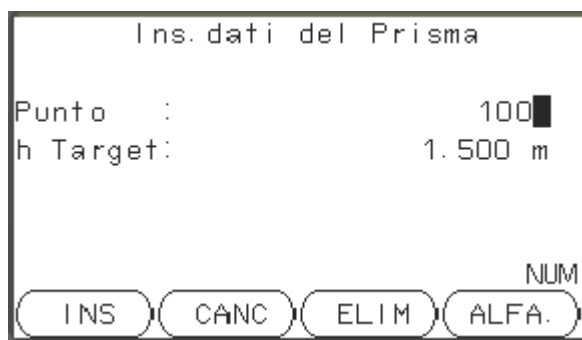 Ins.dati del Prisma
Punto : 100
h Target: 1.500 m
NUM
INS CANC ELIM ALFA.